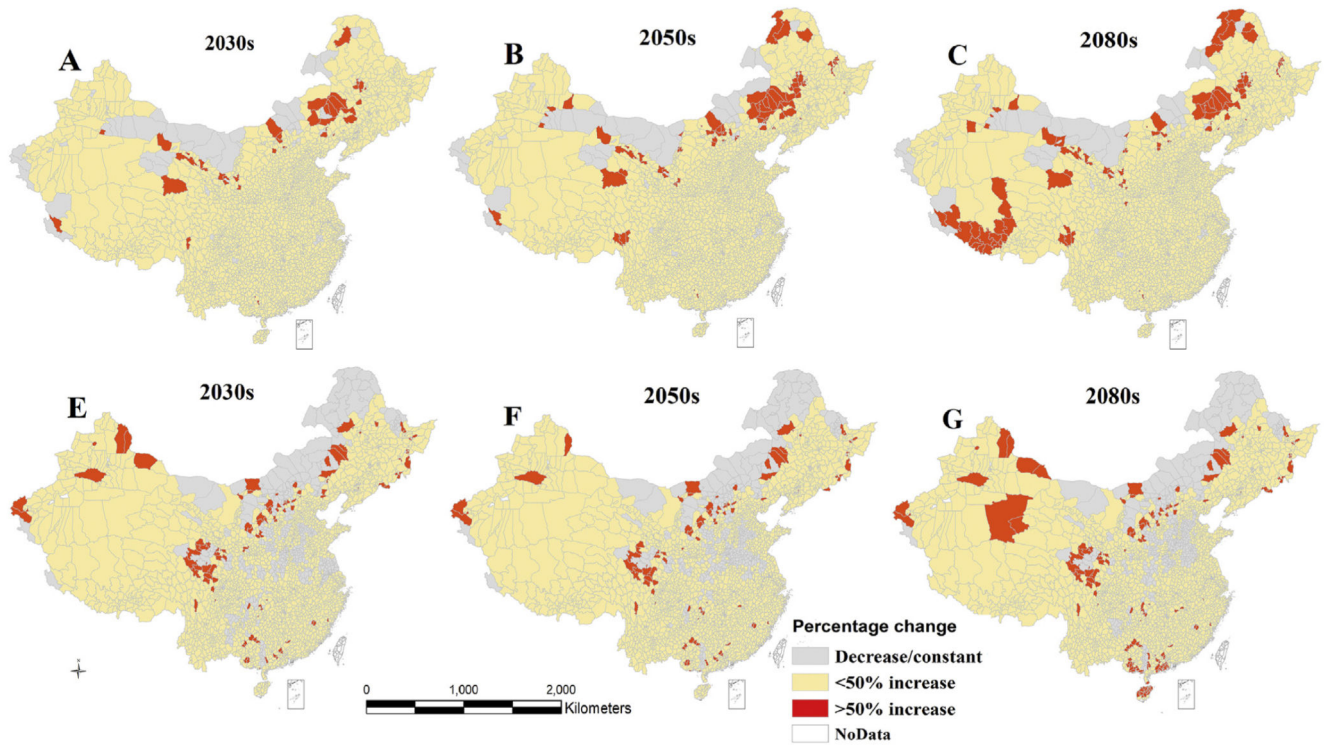 2030s
2050s
2080s
A
B
C
2030s
2050s
2080s
E
F
G
Percentage change
Decrease/constant
<50% increase
>50% increase
NoData
0 1,000 2,000
Kilometers